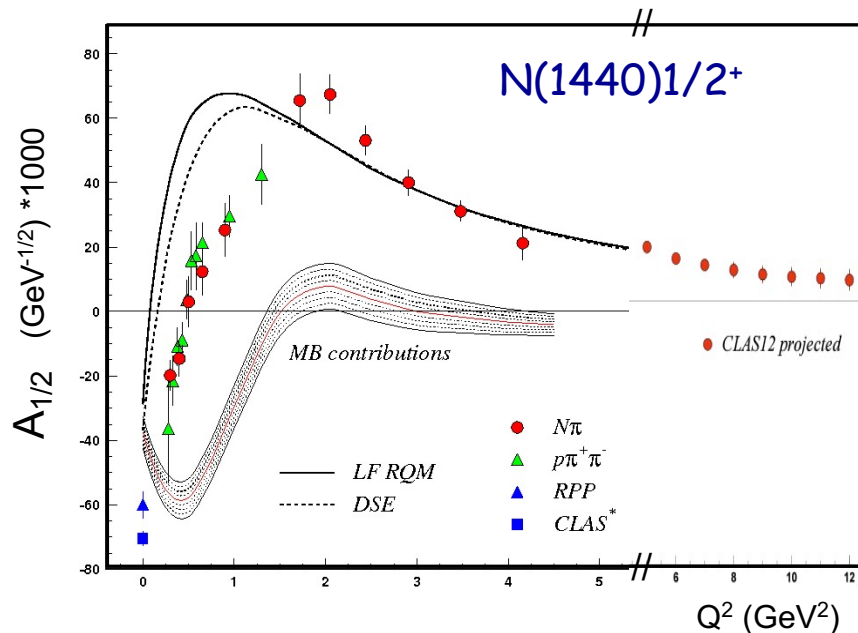 //
N(1440)1/2⁺
80
60
40
20
0
-20
-40
-60
-80
A₁/₂ (GeV⁻¹/²) *1000
MB contributions
CLAS12 projected
Nπ
pπ⁺π⁻
RPP
CLAS*
LF RQM
DSE
0 1 2 3 4 5 // 6 8 10 12
Q² (GeV²)